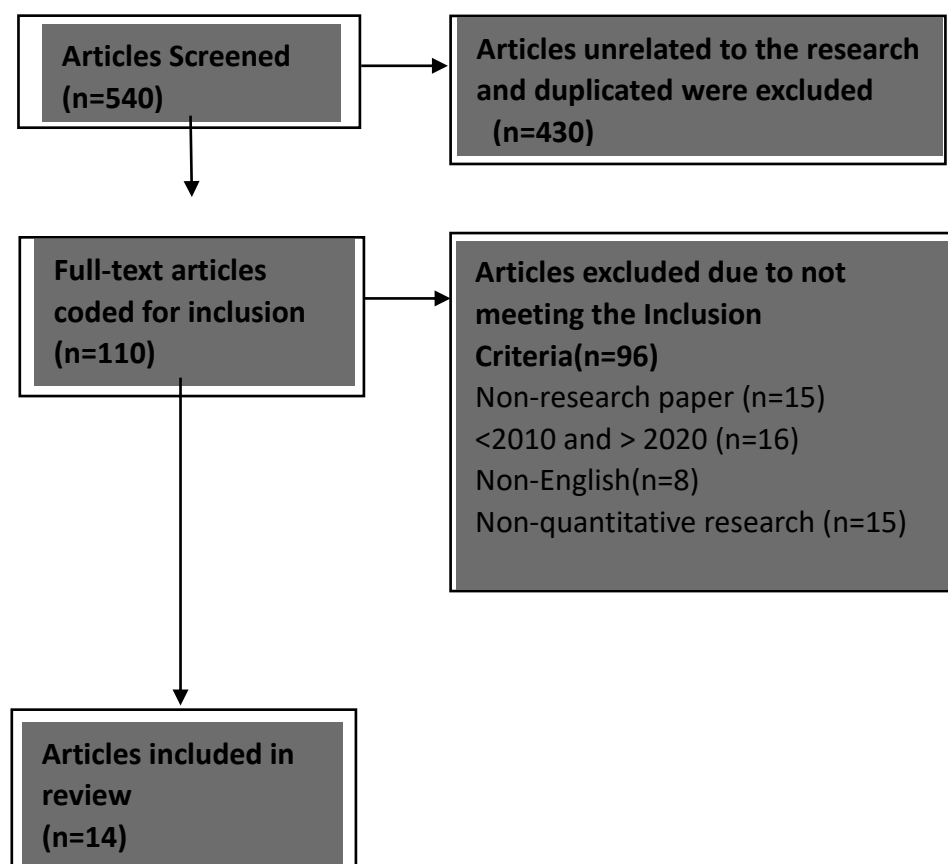 Articles Screened
(n=540)
Articles unrelated to the research
and duplicated were excluded
(n=430)
Full-text articles
coded for inclusion
(n=110)
Articles excluded due to not
meeting the Inclusion
Criteria(n=96)
Non-research paper (n=15)
<2010 and > 2020 (n=16)
Non-English(n=8)
Non-quantitative research (n=15)
Articles included in
review
(n=14)